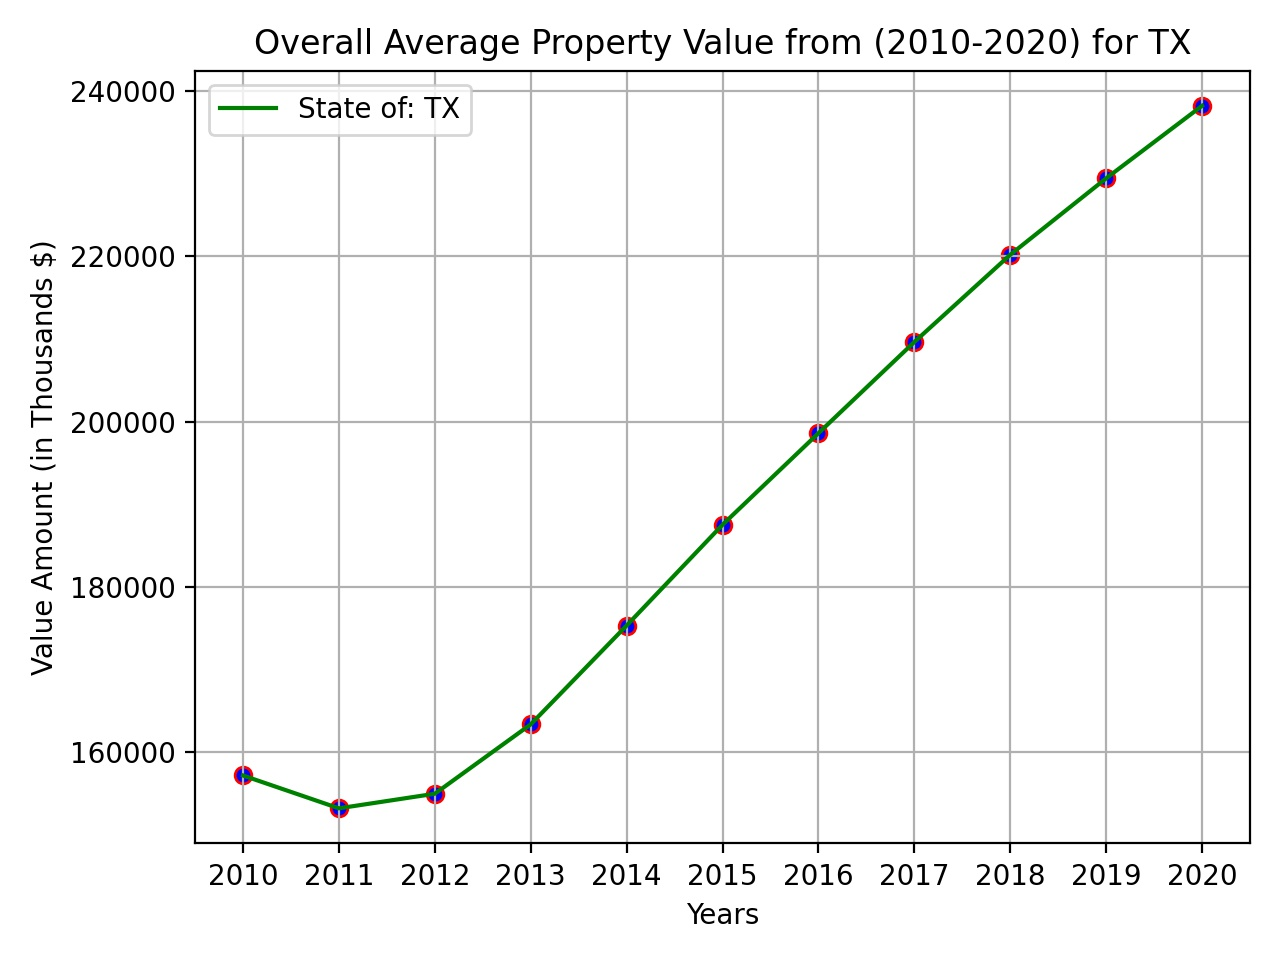 Overall Average Property Value from (2010-2020) for TX
State of: TX
Value Amount (in Thousands $)
240000
220000
200000
180000
160000
2010 2011 2012 2013 2014 2015 2016 2017 2018 2019 2020
Years